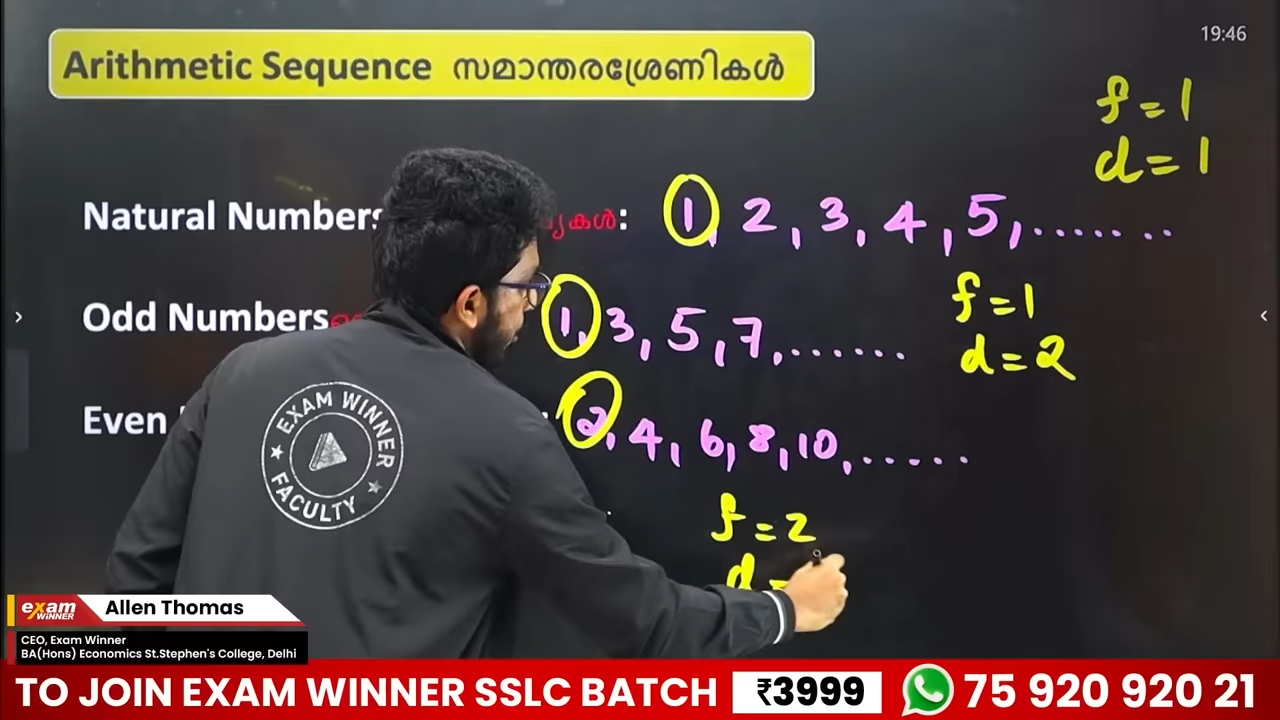 19:46
Arithmetic Sequence സമാന്തരശ്രേണികൾ
f = 1
d = 1
Natural Numbers : 1, 2, 3, 4, 5, .......
Odd Numbers 1, 3, 5, 7, .......
f = 1
d = 2
Even : 2, 4, 6, 8, 10, ......
f = 2
d =
EXAM WINNER
FACULTY
exam WINNER
Allen Thomas
CEO, Exam Winner
BA(Hons) Economics St.Stephen's College, Delhi
TO JOIN EXAM WINNER SSLC BATCH ₹3999 75 920 920 21